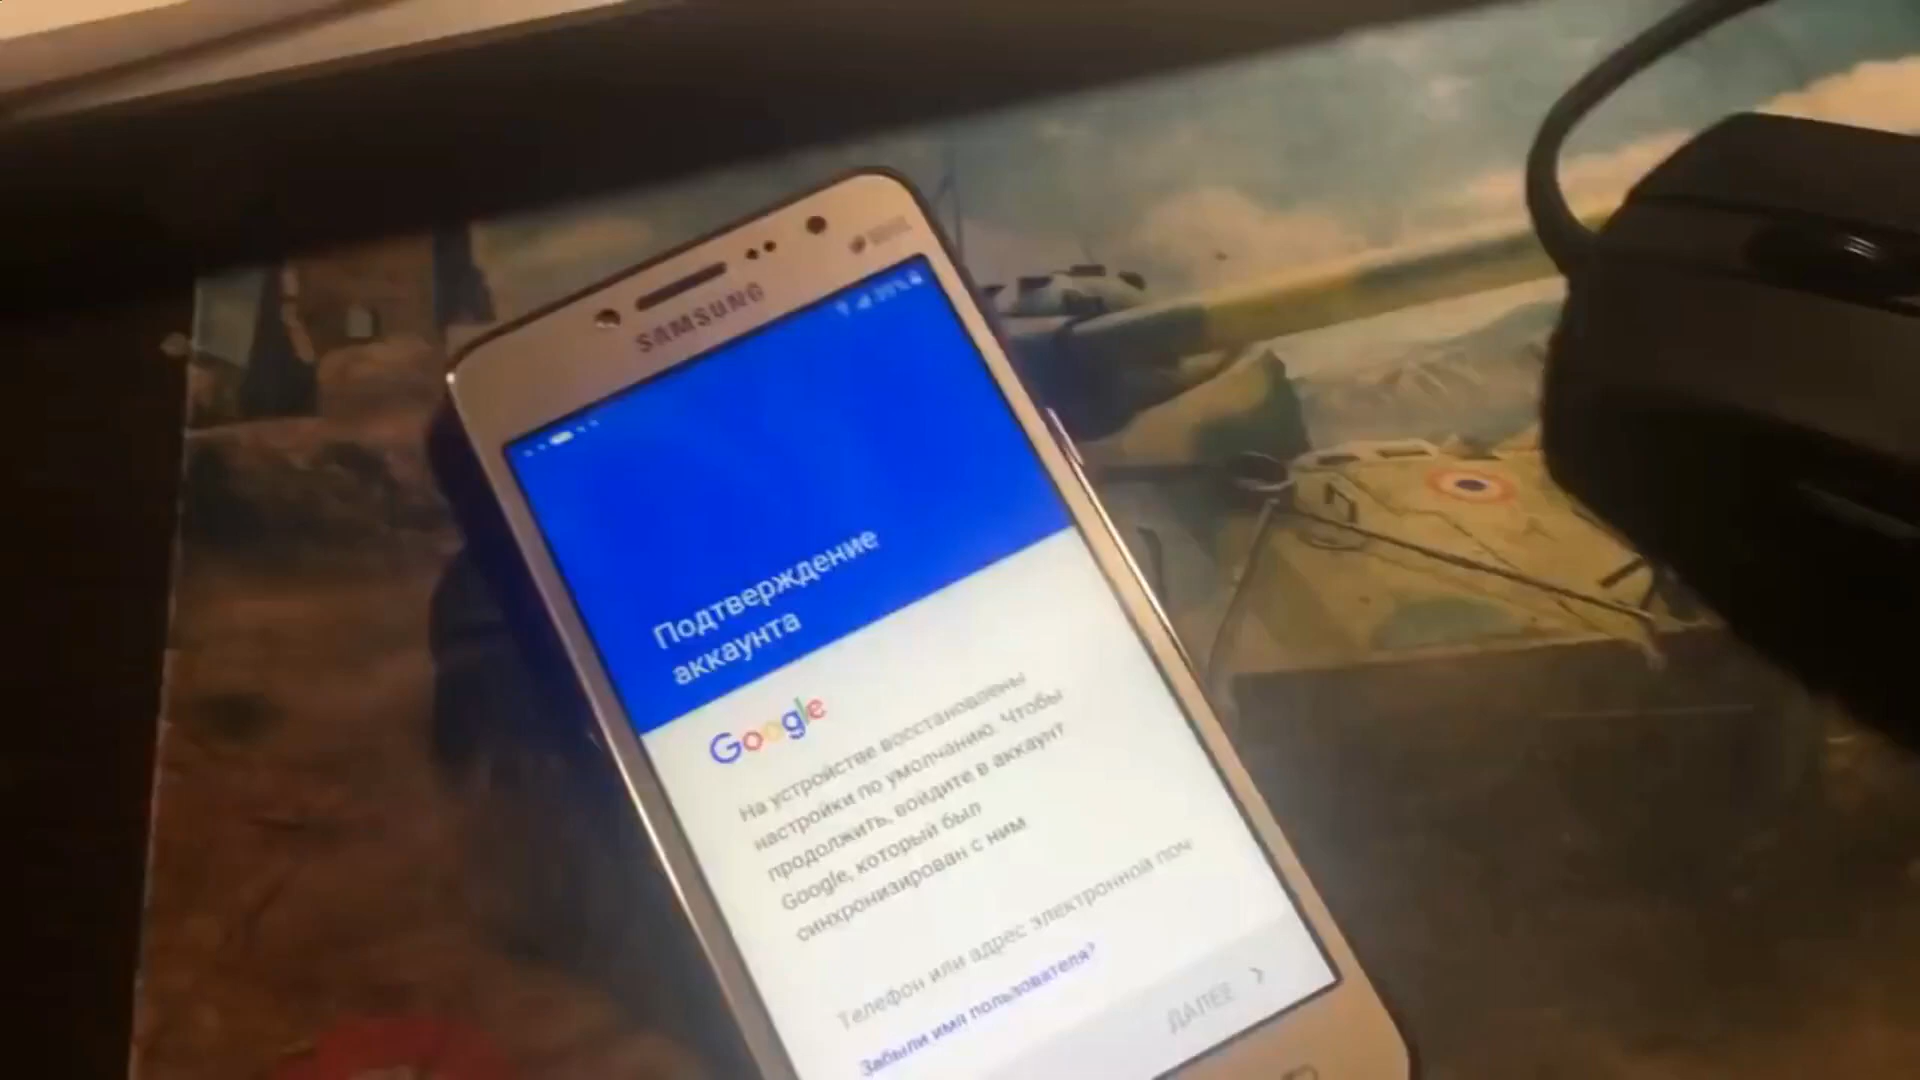 SAMSUNG
Подтверждение
аккаунта
Google
На устройстве восстановлены
настройки по умолчанию. Чтобы
продолжить, войдите в аккаунт
Google, который был
синхронизирован с ним
Телефон или адрес электронной поч
Забыли имя пользователя?
ДАЛЕЕ